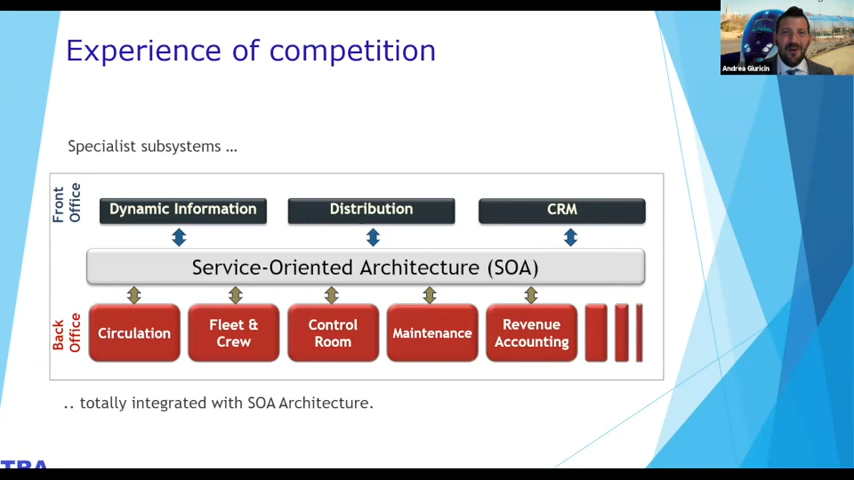 Experience of competition
Andrea Giuricin
Specialist subsystems …
Front
Office
Dynamic Information
Distribution
CRM
Service-Oriented Architecture (SOA)
Back
Office
Circulation
Fleet &
Crew
Control
Room
Maintenance
Revenue
Accounting
.. totally integrated with SOA Architecture.
TRA